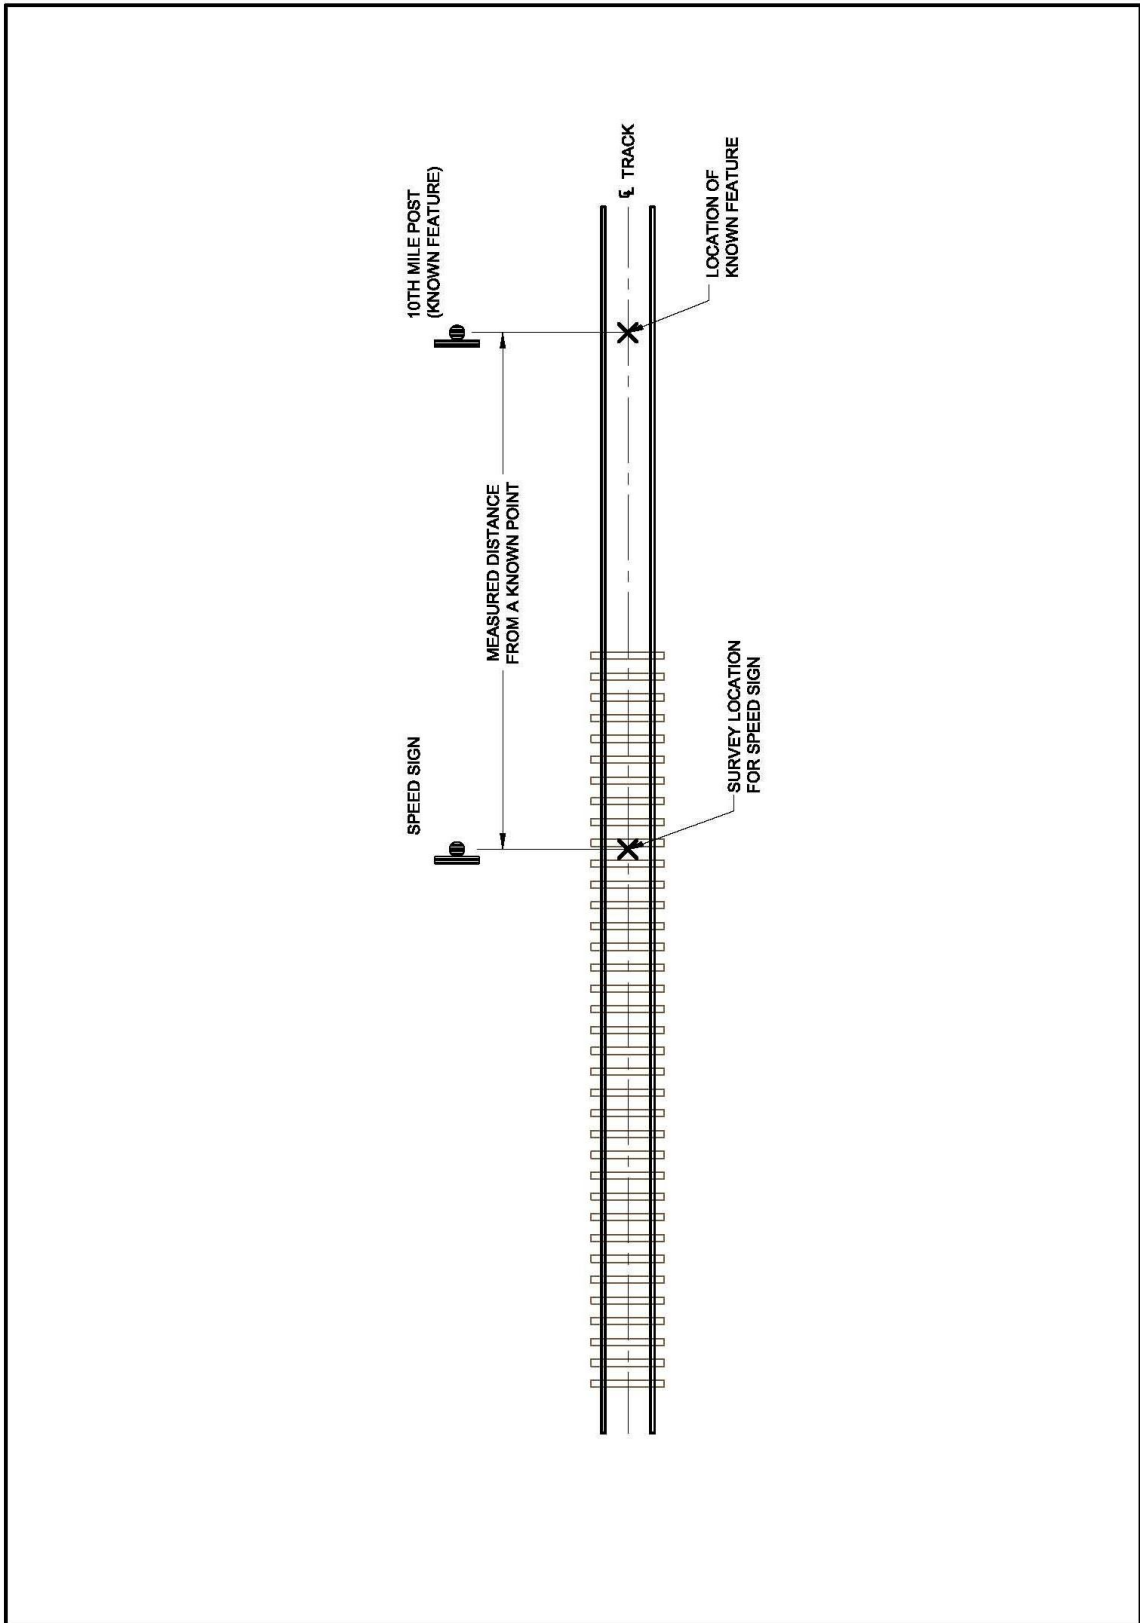 SPEED SIGN
10TH MILE POST
(KNOWN FEATURE)
MEASURED DISTANCE
FROM A KNOWN POINT
℄ TRACK
SURVEY LOCATION
FOR SPEED SIGN
LOCATION OF
KNOWN FEATURE